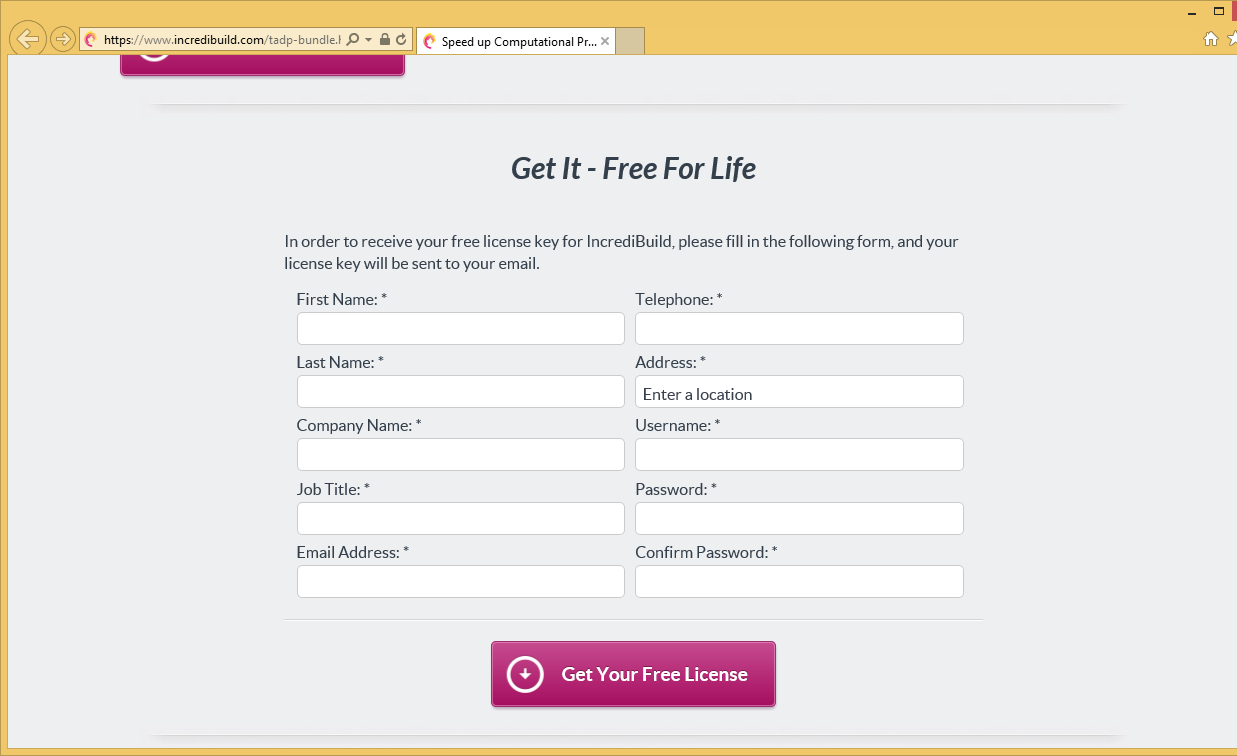 https://www.incredibuild.com/tadp-bundle.h
Speed up Computational Pr...
Get It - Free For Life
In order to receive your free license key for IncrediBuild, please fill in the following form, and your
license key will be sent to your email.
First Name: *
Telephone: *
Last Name: *
Address: *
Enter a location
Company Name: *
Username: *
Job Title: *
Password: *
Email Address: *
Confirm Password: *
Get Your Free License